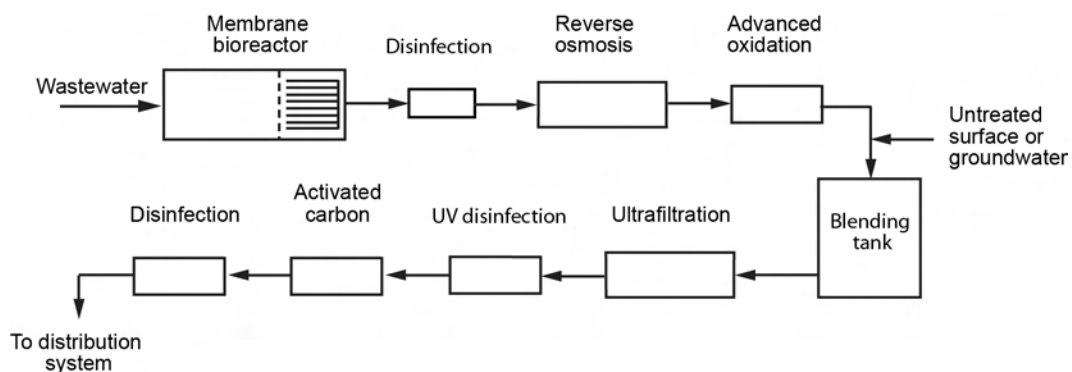 Membrane
bioreactor
Disinfection
Reverse
osmosis
Advanced
oxidation
Wastewater
Untreated
surface or
groundwater
Disinfection
Activated
carbon
UV disinfection
Ultrafiltration
Blending
tank
To distribution
system